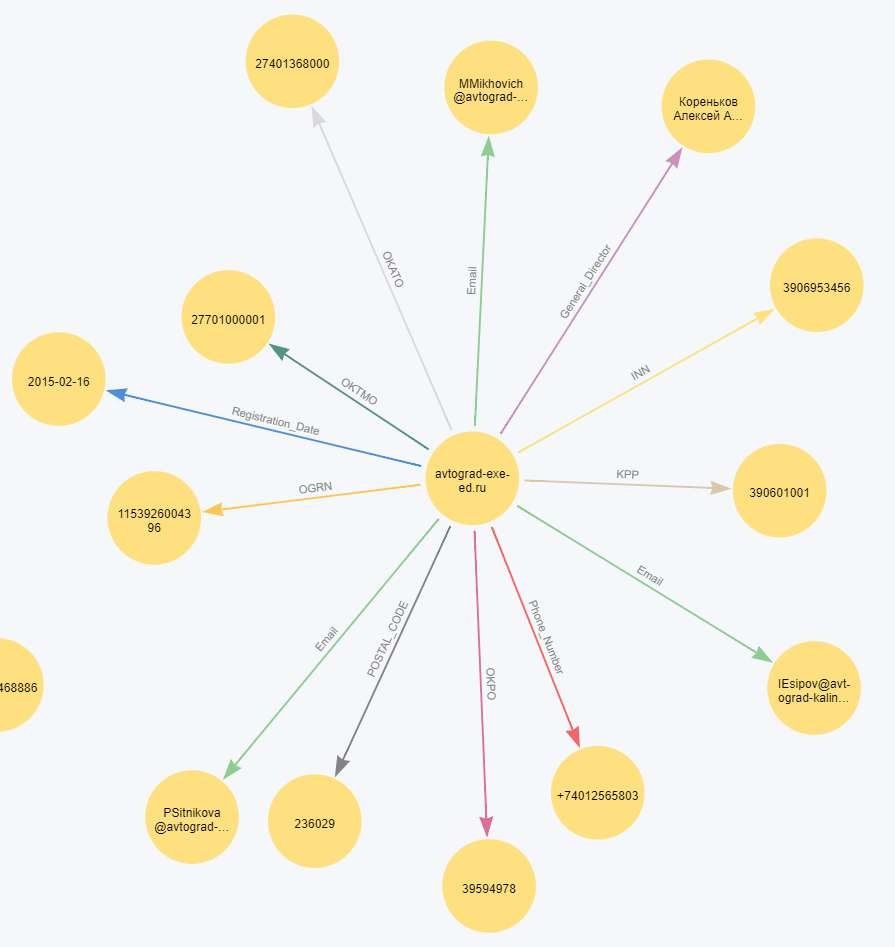 27401368000
MMikhovich
@avtograd-...
Кореньков
Алексей А...
OKATO
Email
General_Director
3906953456
27701000001
2015-02-16
OKTMO
INN
Registration_Date
avtograd-exe-
ed.ru
KPP
390601001
OGRN
11539260043
96
Email
Email
POSTAL_CODE
Phone_Number
OKPO
468886
IEsipov@avt-
ograd-kalin...
PSitnikova
@avtograd-...
236029
+74012565803
39594978